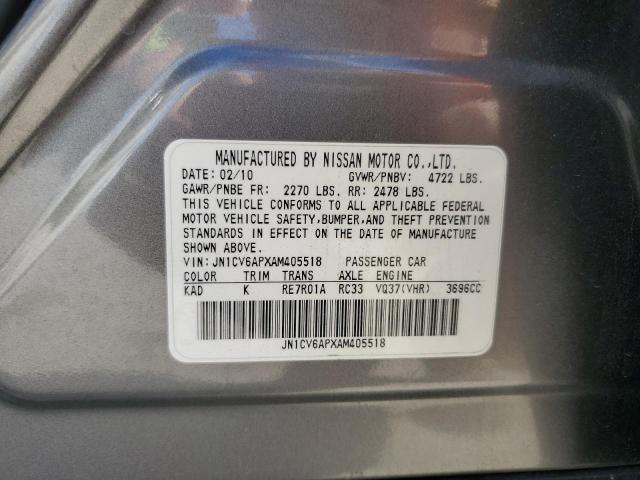 MANUFACTURED BY NISSAN MOTOR CO.,LTD.
DATE: 02/10 GVWR/PNBV: 4722 LBS.
GAWR/PNBE FR: 2270 LBS. RR: 2478 LBS.
THIS VEHICLE CONFORMS TO ALL APPLICABLE FEDERAL
MOTOR VEHICLE SAFETY,BUMPER,AND THEFT PREVENTION
STANDARDS IN EFFECT ON THE DATE OF MANUFACTURE
SHOWN ABOVE.
VIN: JN1CV6APXAM405518 PASSENGER CAR
COLOR TRIM TRANS AXLE ENGINE
KAD K RE7R01A RC33 VQ37(VHR) 3696CC
JN1CV6APXAM405518